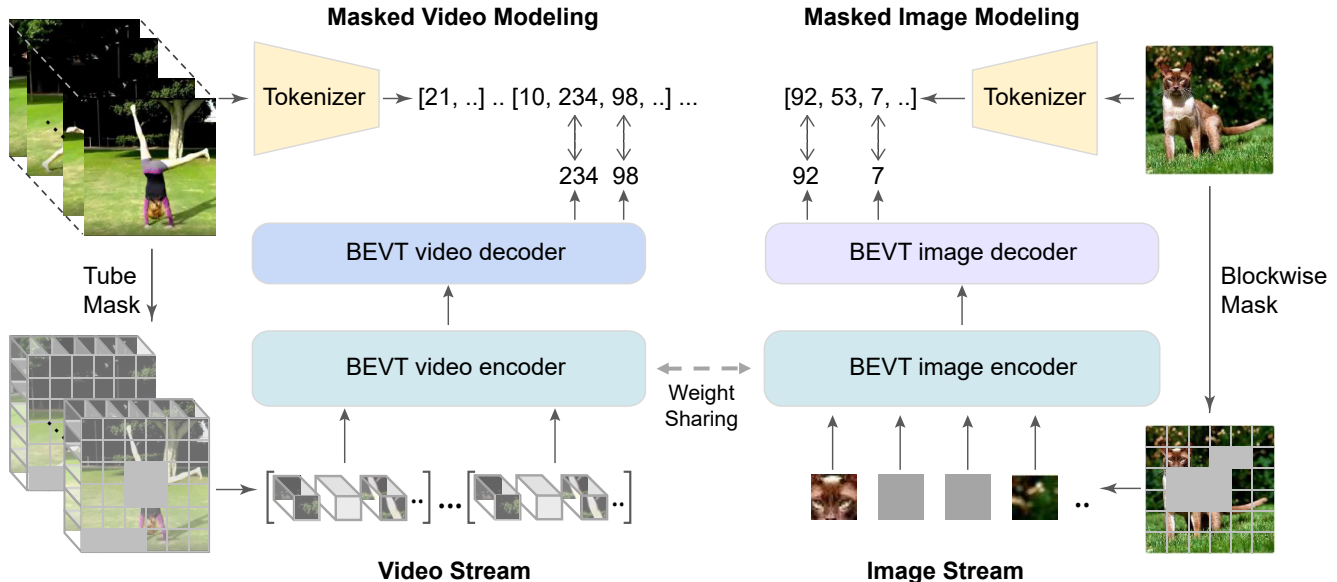 Masked Video Modeling
Masked Image Modeling
Tokenizer
[21, ..] .. [10, 234, 98, ..] ...
[92, 53, 7, ..]
Tokenizer
234 98
92 7
BEVT video decoder
BEVT image decoder
Tube
Mask
Blockwise
Mask
BEVT video encoder
BEVT image encoder
Weight
Sharing
[ .. ] ... [ .. ]
..
Video Stream
Image Stream